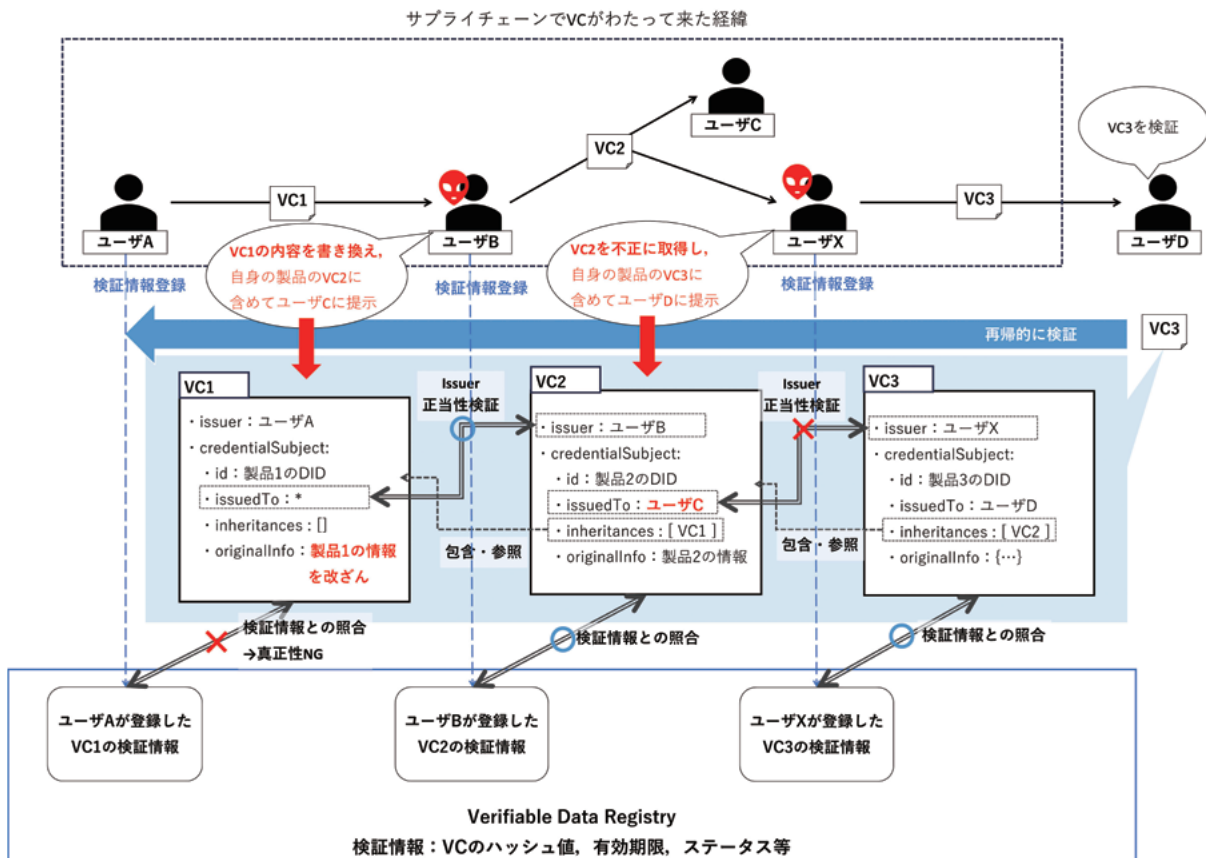 サプライチェーンでVCがわたって来た経緯
ユーザC
VC3を検証
VC2
VC1
VC3
ユーザA
ユーザB
ユーザX
ユーザD
VC1の内容を書き換え,
自身の製品のVC2に
含めてユーザCに提示
VC2を不正に取得し,
自身の製品のVC3に
含めてユーザDに提示
検証情報登録
検証情報登録
検証情報登録
再帰的に検証
VC3
VC1
・issuer:ユーザA
・credentialSubject:
・id:製品1のDID
・issuedTo:*
・inheritances:[]
・originalInfo:製品1の情報
を改ざん
Issuer
正当性検証
包含・参照
VC2
・issuer:ユーザB
・credentialSubject:
・id:製品2のDID
・issuedTo:ユーザC
・inheritances:[ VC1 ]
・originalInfo:製品2の情報
Issuer
正当性検証
包含・参照
VC3
・issuer:ユーザX
・credentialSubject:
・id:製品3のDID
・issuedTo:ユーザD
・inheritances:[ VC2 ]
・originalInfo:{…}
検証情報との照合
→真正性NG
検証情報との照合
検証情報との照合
ユーザAが登録した
VC1の検証情報
ユーザBが登録した
VC2の検証情報
ユーザXが登録した
VC3の検証情報
Verifiable Data Registry
検証情報:VCのハッシュ値,有効期限,ステータス等